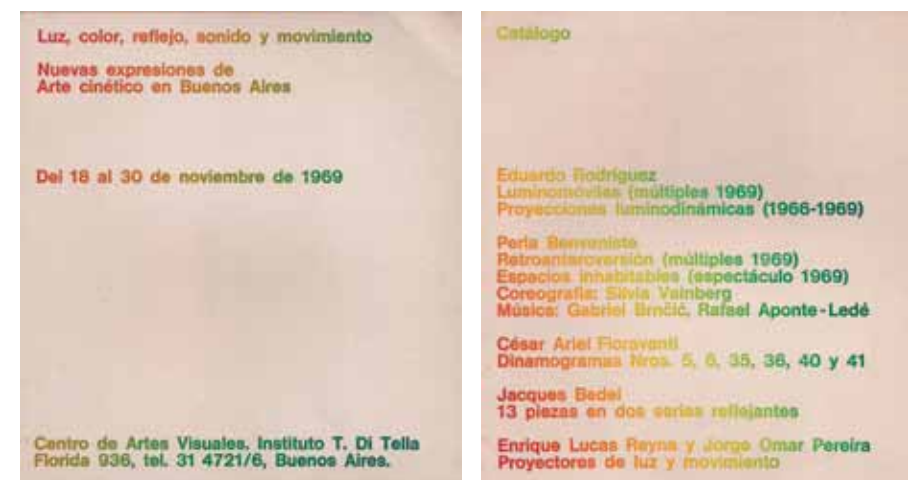 Luz, color, reflejo, sonido y movimiento
Nuevas expresiones de
Arte cinético en Buenos Aires
Del 18 al 30 de noviembre de 1969
Centro de Artes Visuales. Instituto T. Di Tella
Florida 936, tel. 31 4721/6, Buenos Aires.
Catálogo
Eduardo Rodríguez
Luminomóviles (múltiples 1969)
Proyecciones luminodinámicas (1966-1969)
Perla Benveniste
Retroanteroversión (múltiples 1969)
Espacios inhabitables (espectáculo 1969)
Coreografía: Silvia Vainberg
Música: Gabriel Brnčić, Rafael Aponte-Ledé
César Ariel Fioravanti
Dinamogramas Nros. 5, 6, 35, 36, 40 y 41
Jacques Bedel
13 piezas en dos series reflejantes
Enrique Lucas Reyna y Jorge Omar Pereira
Proyectores de luz y movimiento